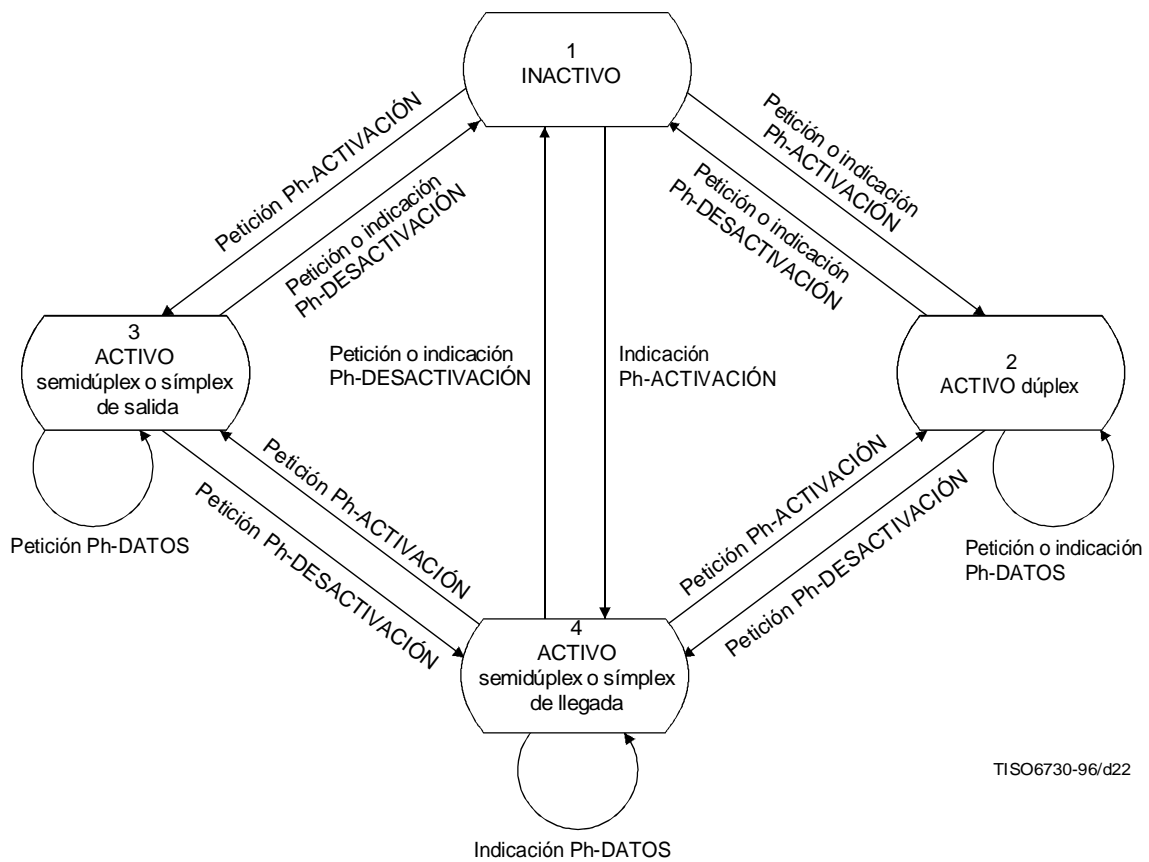 1
INACTIVO
Petición Ph-ACTIVACIÓN
Petición o indicación
Ph-DESACTIVACIÓN
Petición o indicación
Ph-ACTIVACIÓN
Petición o indicación
Ph-DESACTIVACIÓN
3
ACTIVO
semidúplex o símplex
de salida
Petición o indicación
Ph-DESACTIVACIÓN
Indicación
Ph-ACTIVACIÓN
2
ACTIVO dúplex
Petición Ph-DATOS
Petición Ph-ACTIVACIÓN
Petición Ph-DESACTIVACIÓN
Petición Ph-ACTIVACIÓN
Petición Ph-DESACTIVACIÓN
Petición o indicación
Ph-DATOS
4
ACTIVO
semidúplex o símplex
de llegada
TISO6730-96/d22
Indicación Ph-DATOS